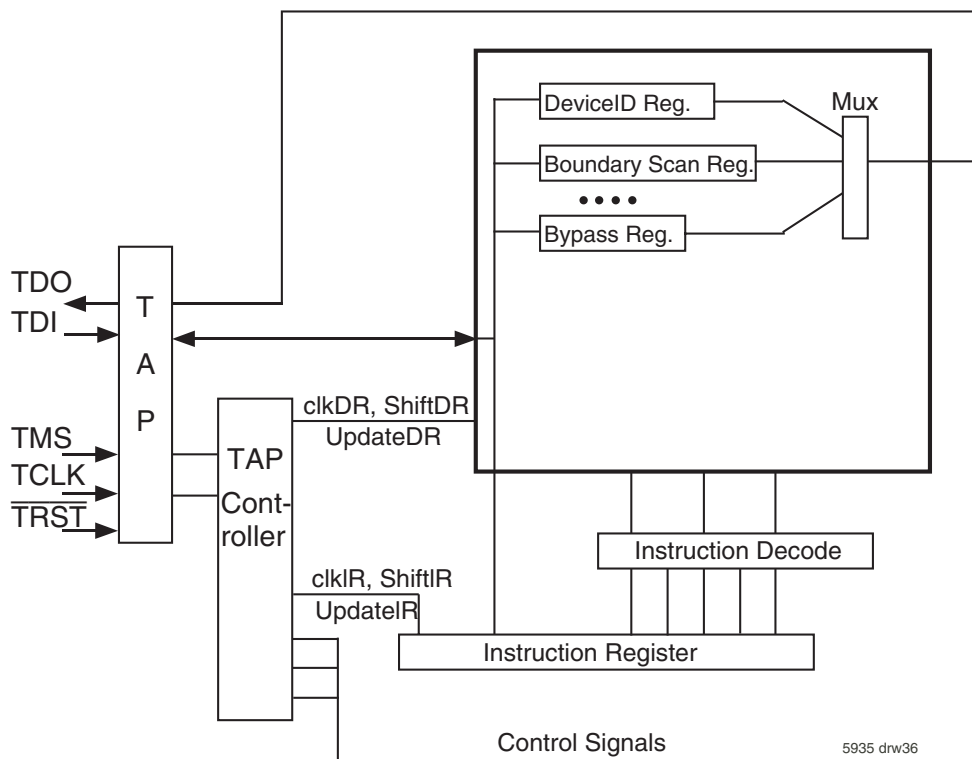 DeviceID Reg.
Mux
Boundary Scan Reg.
Bypass Reg.
TDO
TDI
T
A
P
TMS
TCLK
TRST
clkDR, ShiftDR
UpdateDR
TAP
Cont-
roller
Instruction Decode
clkIR, ShiftIR
UpdateIR
Instruction Register
Control Signals
5935 drw36